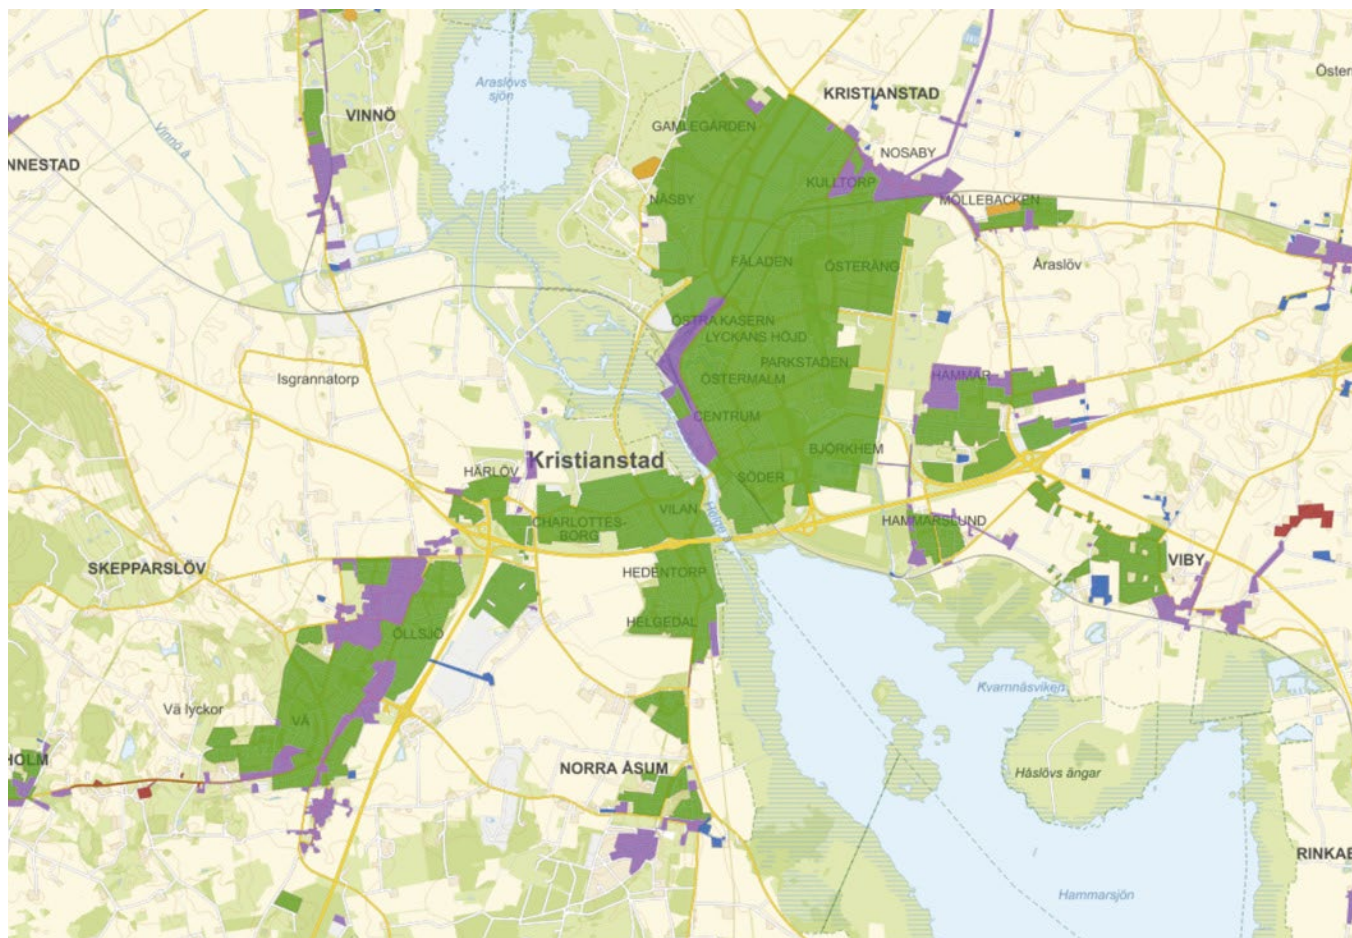 Araslövs
sjön
KRISTIANSTAD
VINNÖ
GAMLEGÅRDEN
Vinnö å
NOSABY
NNESTAD
KULLTORP
NÄSBY
MÖLLEBACKEN
FÄLADEN
ÖSTERÄNG
Åraslöv
ÖSTRA KASERN
LYCKANS HÖJD
PARKSTADEN
Isgrannatorp
ÖSTERMALM
HAMMAR
CENTRUM
BJÖRKHEM
Kristianstad
HÄRLÖV
SÖDER
VILAN
Helge å
CHARLOTTES-
BORG
HAMMARSLUND
SKEPPARSLÖV
HEDENTORP
VIBY
HELGEDAL
ÖLLSJÖ
Kvarnnäsviken
Vä lyckor
VÄ
HOLM
NORRA ÅSUM
Håslövs ängar
RINKAB
Hammarsjön